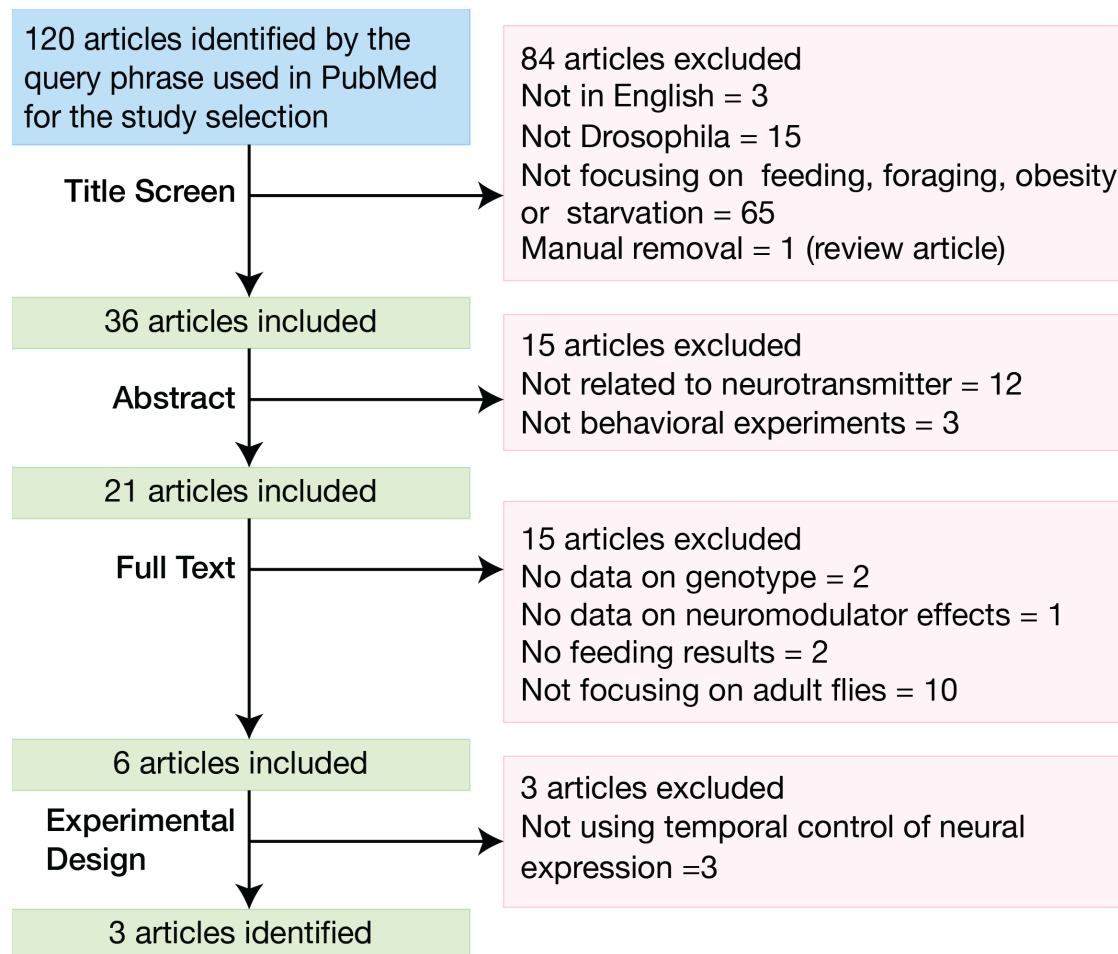 120 articles identified by the
query phrase used in PubMed
for the study selection
84 articles excluded
Not in English = 3
Not Drosophila = 15
Not focusing on feeding, foraging, obesity
or starvation = 65
Manual removal = 1 (review article)
Title Screen
36 articles included
15 articles excluded
Not related to neurotransmitter = 12
Not behavioral experiments = 3
Abstract
21 articles included
15 articles excluded
No data on genotype = 2
No data on neuromodulator effects = 1
No feeding results = 2
Not focusing on adult flies = 10
Full Text
6 articles included
3 articles excluded
Not using temporal control of neural
expression =3
Experimental
Design
3 articles identified